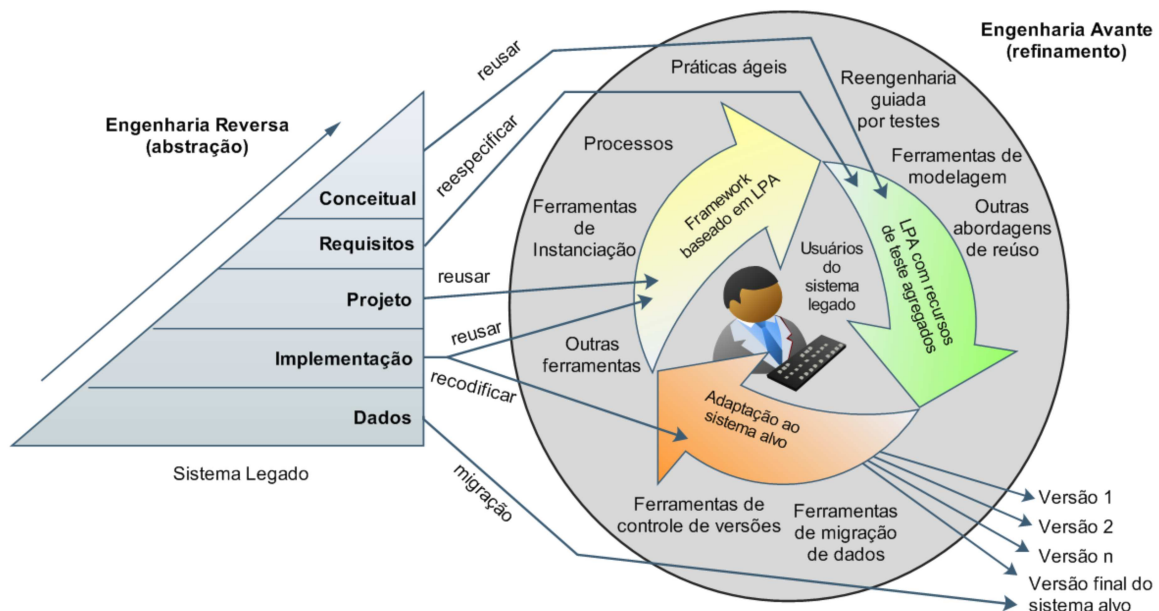 Engenharia Avante
(refinamento)
Engenharia Reversa
(abstração)
Conceitual
Requisitos
Projeto
Implementação
Dados
Sistema Legado
reusar
reespecificar
reusar
reusar
recodificar
migração
Práticas ágeis
Reengenharia
guiada
por testes
Processos
Ferramentas de
modelagem
Ferramentas
de
Instanciação
Outras
abordagens
de reúso
Framework
baseado em LPA
Usuários
do
sistema
legado
LPA com recursos
de teste agregados
Outras
ferramentas
Adaptação ao
sistema alvo
Ferramentas de
controle de versões
Ferramentas
de migração
de dados
Versão 1
Versão 2
Versão n
Versão final do
sistema alvo